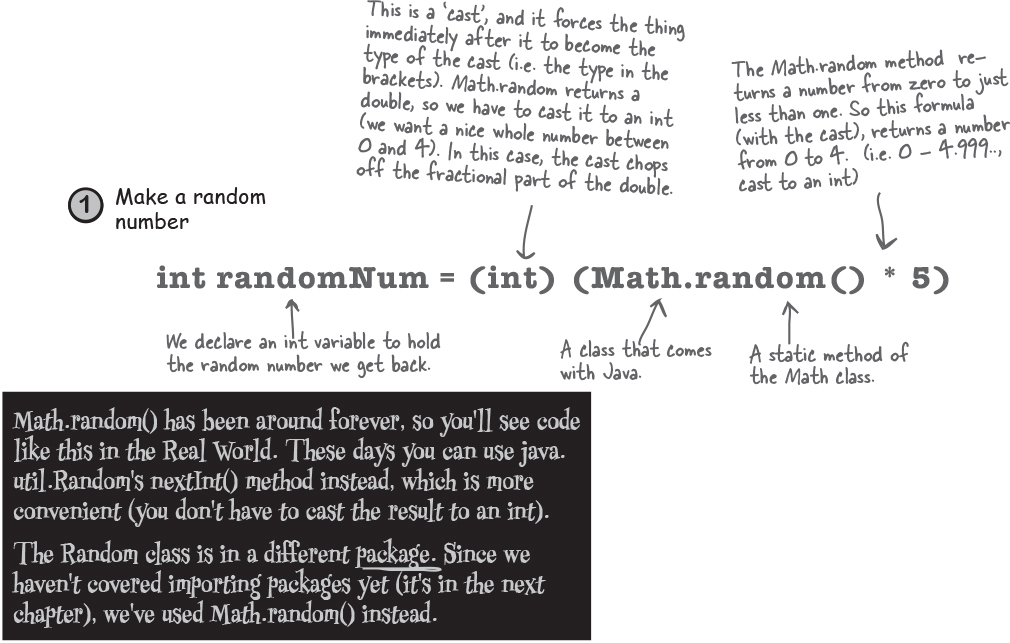 This is a 'cast', and it forces the thing
immediately after it to become the
type of the cast (i.e. the type in the
brackets). Math.random returns a
double, so we have to cast it to an int
(we want a nice whole number between
0 and 4). In this case, the cast chops
off the fractional part of the double.
The Math.random method re-
turns a number from zero to just
less than one. So this formula
(with the cast), returns a number
from 0 to 4. (i.e. 0 – 4.999..,
cast to an int)
1 Make a random
number
int randomNum = (int) (Math.random() * 5)
We declare an int variable to hold
the random number we get back.
A class that comes
with Java.
A static method of
the Math class.
Math.random() has been around forever, so you'll see code
like this in the Real World. These days you can use java.
util.Random's nextInt() method instead, which is more
convenient (you don't have to cast the result to an int).
The Random class is in a different package. Since we
haven't covered importing packages yet (it's in the next
chapter), we've used Math.random() instead.